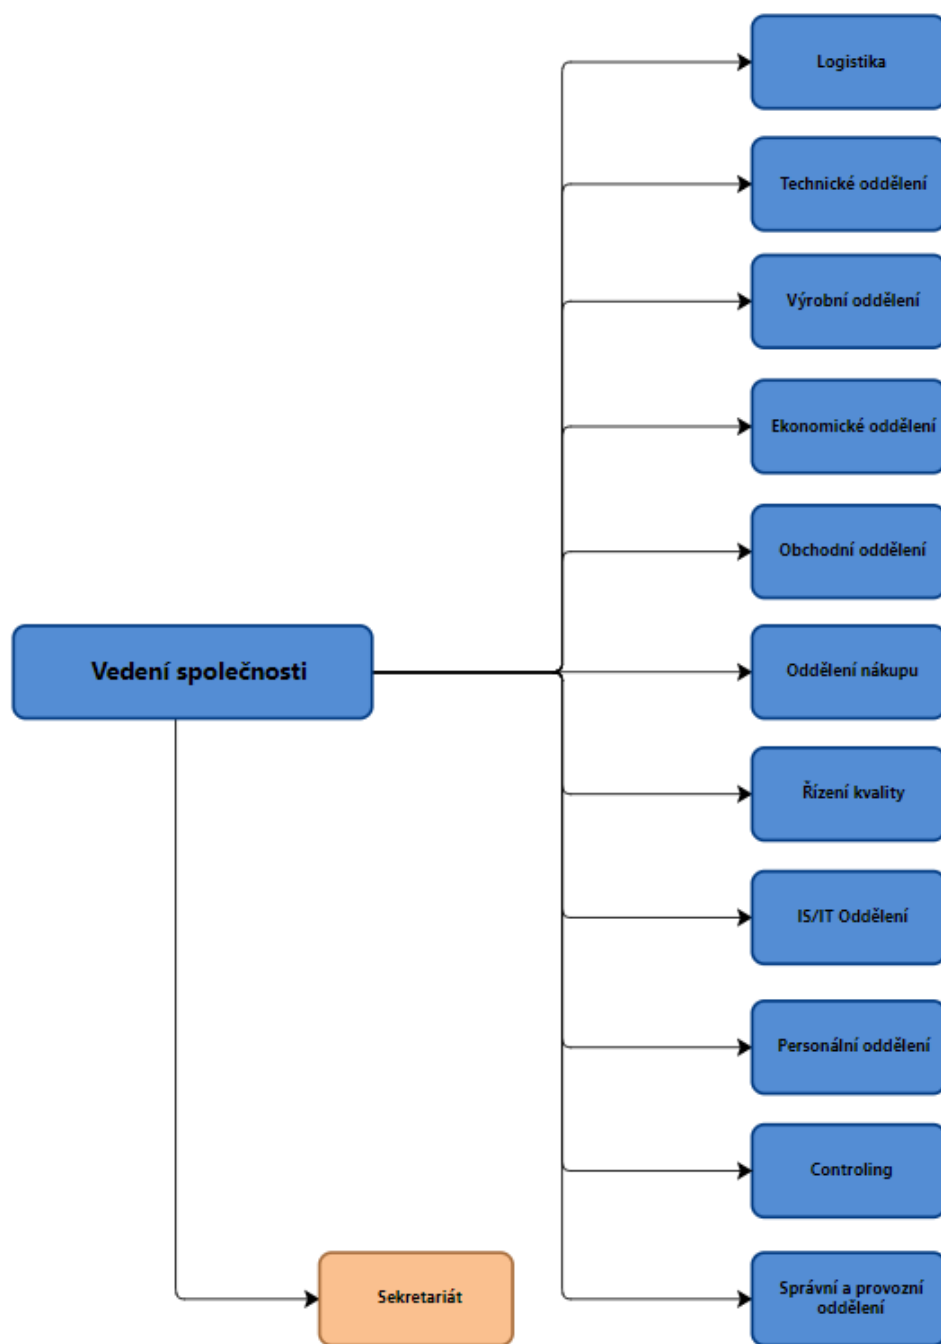 Logistika
Technické oddělení
Výrobní oddělení
Ekonomické oddělení
Obchodní oddělení
Vedení společnosti
Oddělení nákupu
Řízení kvality
IS/IT Oddělení
Personální oddělení
Controling
Sekretariát
Správní a provozní
oddělení